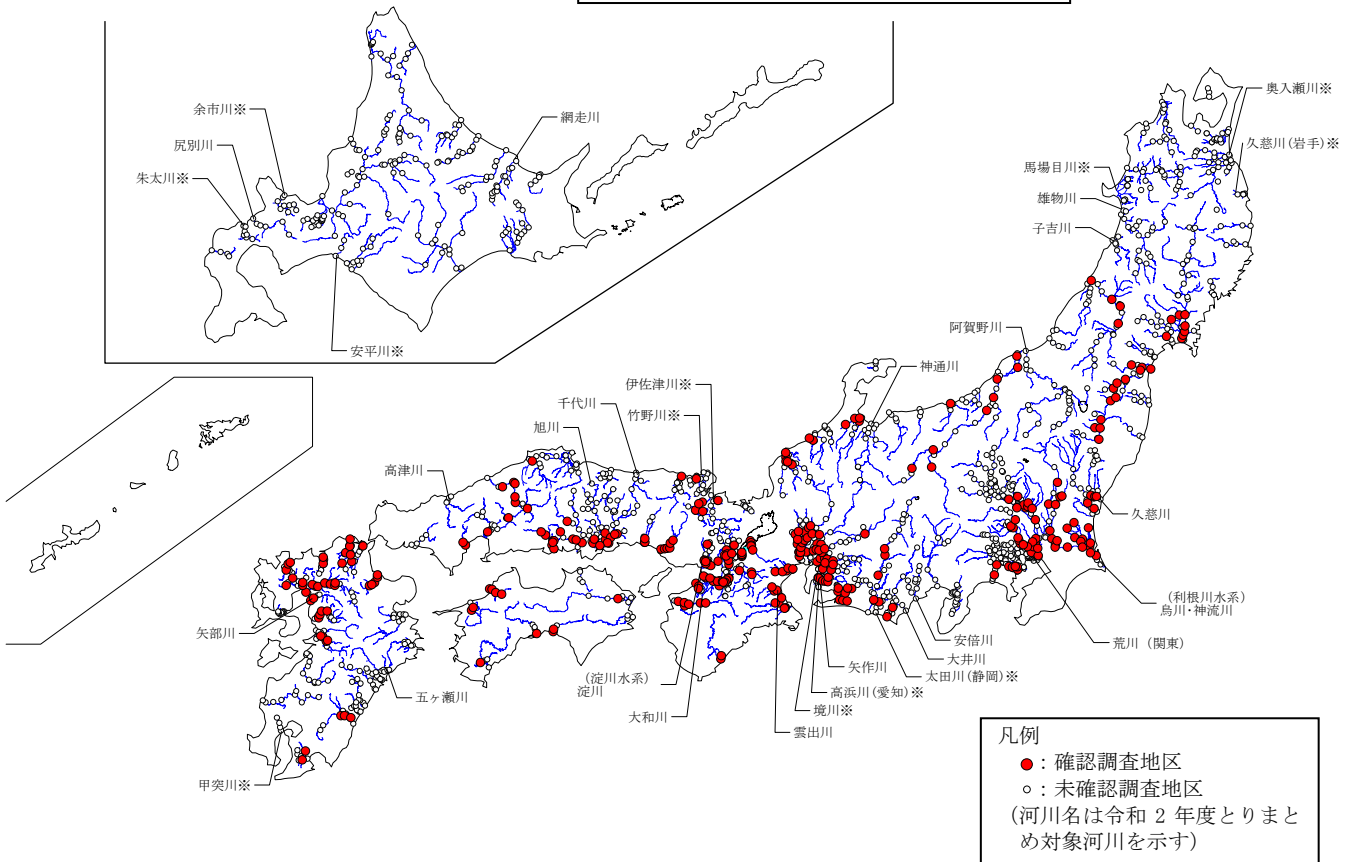 余市川※
尻別川
朱太川※
網走川
安平川※
奥入瀬川※
久慈川(岩手)※
馬場目川※
雄物川
子吉川
阿賀野川
神通川
伊佐津川※
竹野川※
千代川
旭川
高津川
久慈川
(利根川水系)
烏川・神流川
荒川（関東）
安倍川
大井川
太田川(静岡)※
矢作川
高浜川(愛知)※
境川※
雲出川
大和川
(淀川水系)
淀川
矢部川
五ヶ瀬川
甲突川※
凡例
：確認調査地区
：未確認調査地区
(河川名は令和 2 年度とりまと
め対象河川を示す)